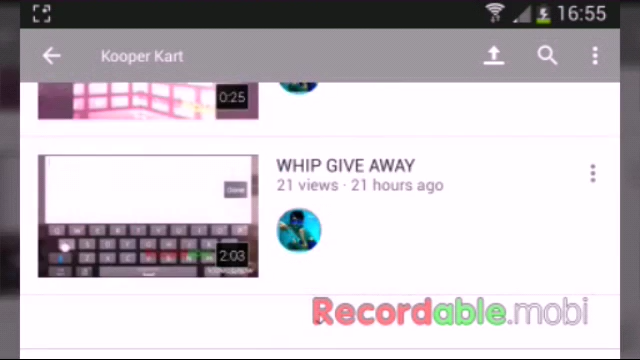 16:55
Kooper Kart
0:25
WHIP GIVE AWAY
21 views · 21 hours ago
2:03
Recordable.mobi